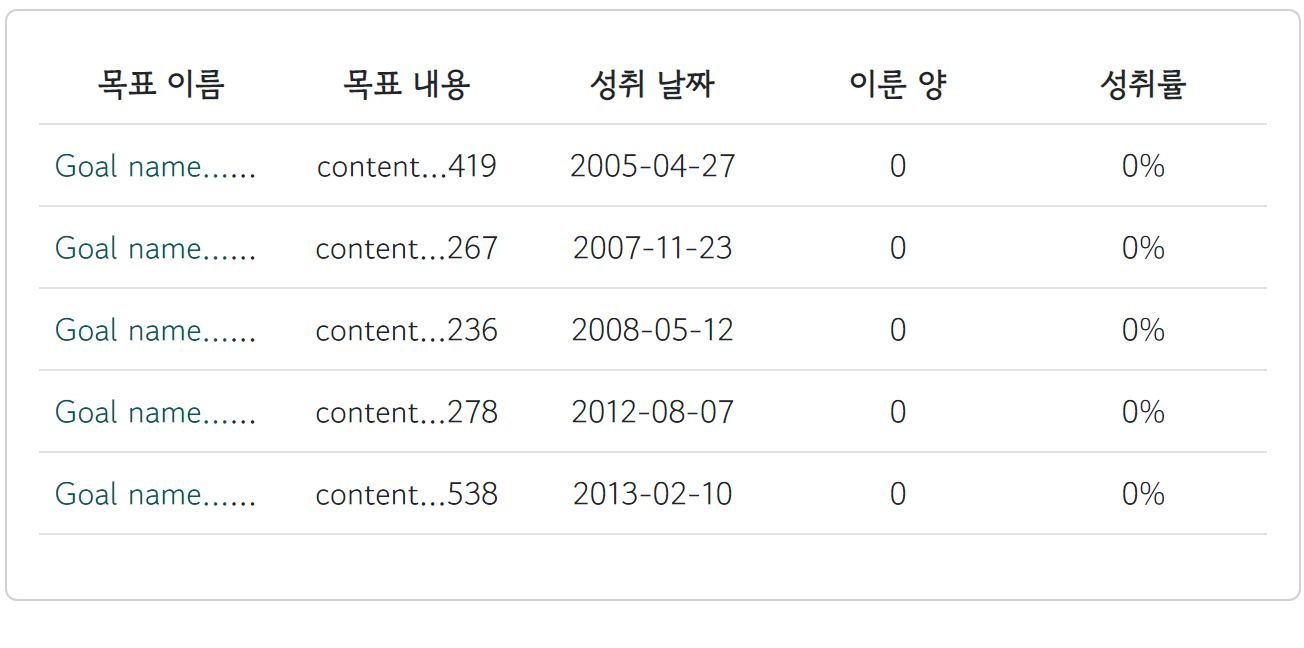 목표 이름 목표 내용 성취 날짜 이룬 양 성취률
Goal name...... content...419 2005-04-27 0 0%
Goal name...... content...267 2007-11-23 0 0%
Goal name...... content...236 2008-05-12 0 0%
Goal name...... content...278 2012-08-07 0 0%
Goal name...... content...538 2013-02-10 0 0%